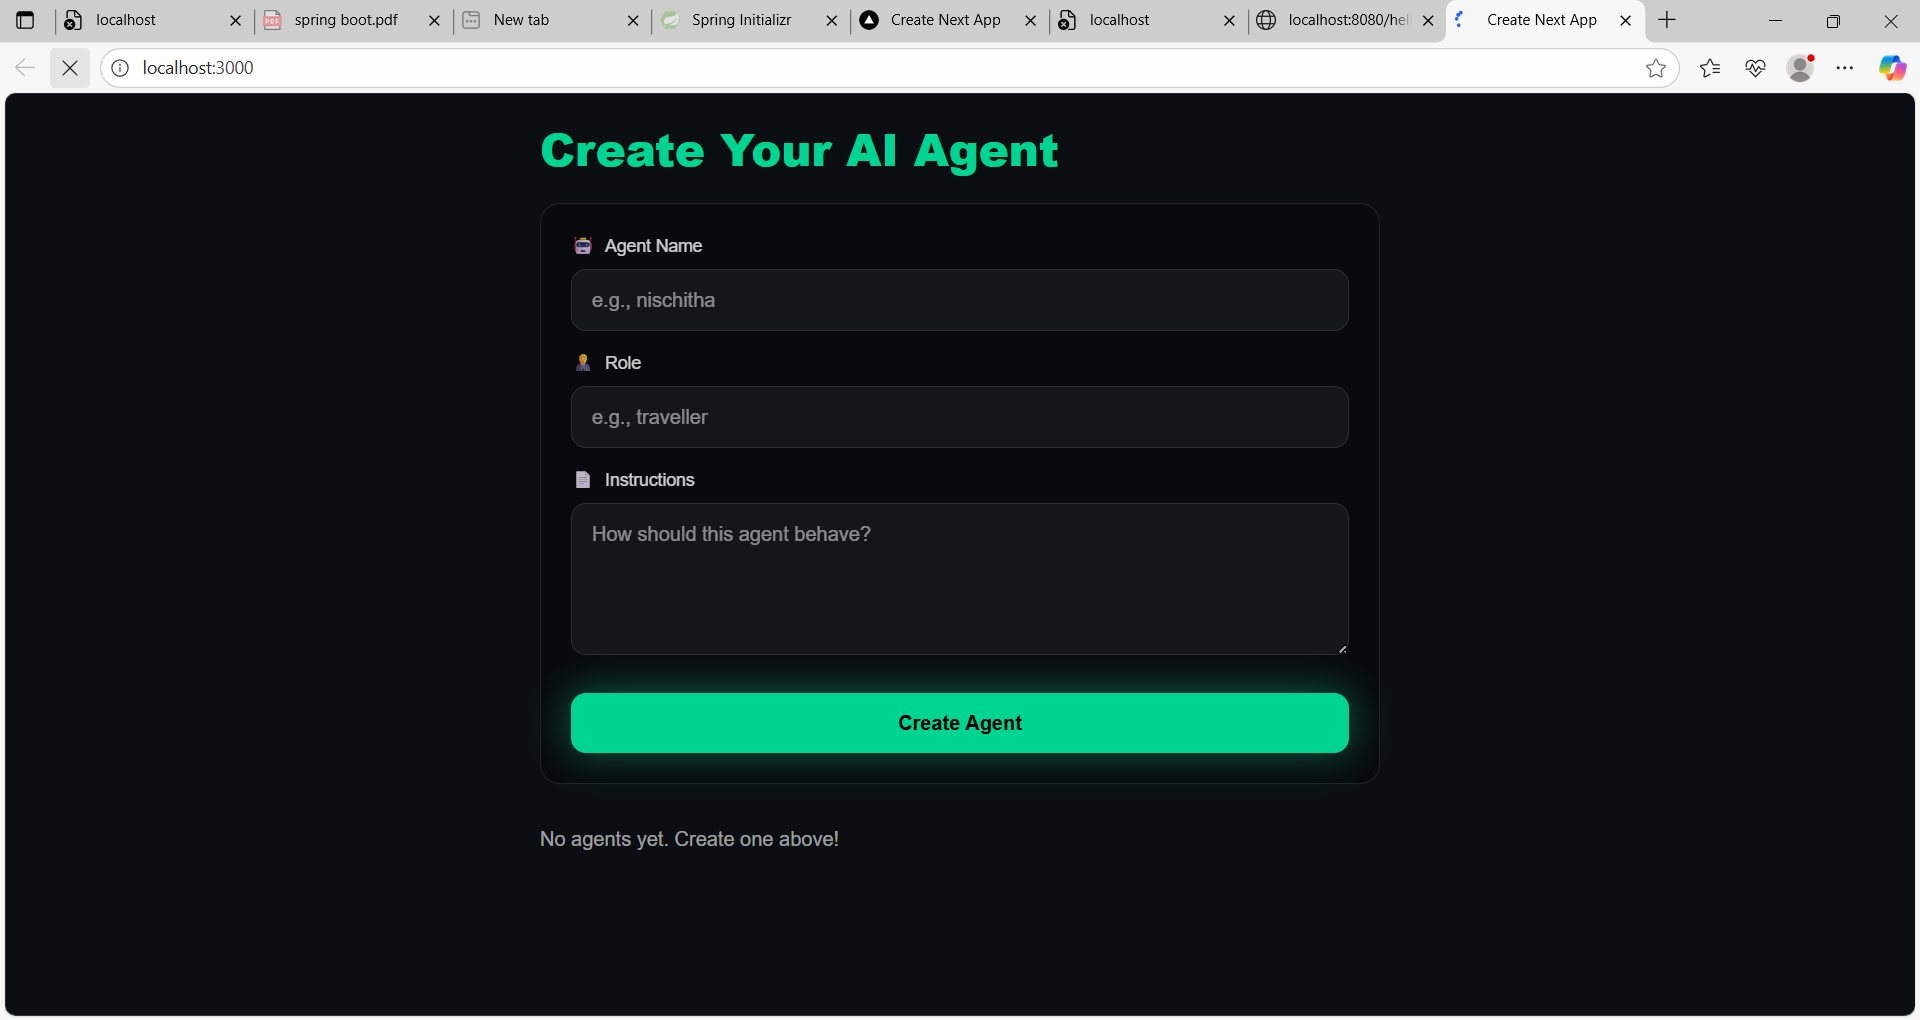 localhost
spring boot.pdf
New tab
Spring Initializr
Create Next App
localhost
localhost:8080/hel
Create Next App
localhost:3000
Create Your AI Agent
Agent Name
e.g., nischitha
Role
e.g., traveller
Instructions
How should this agent behave?
Create Agent
No agents yet. Create one above!